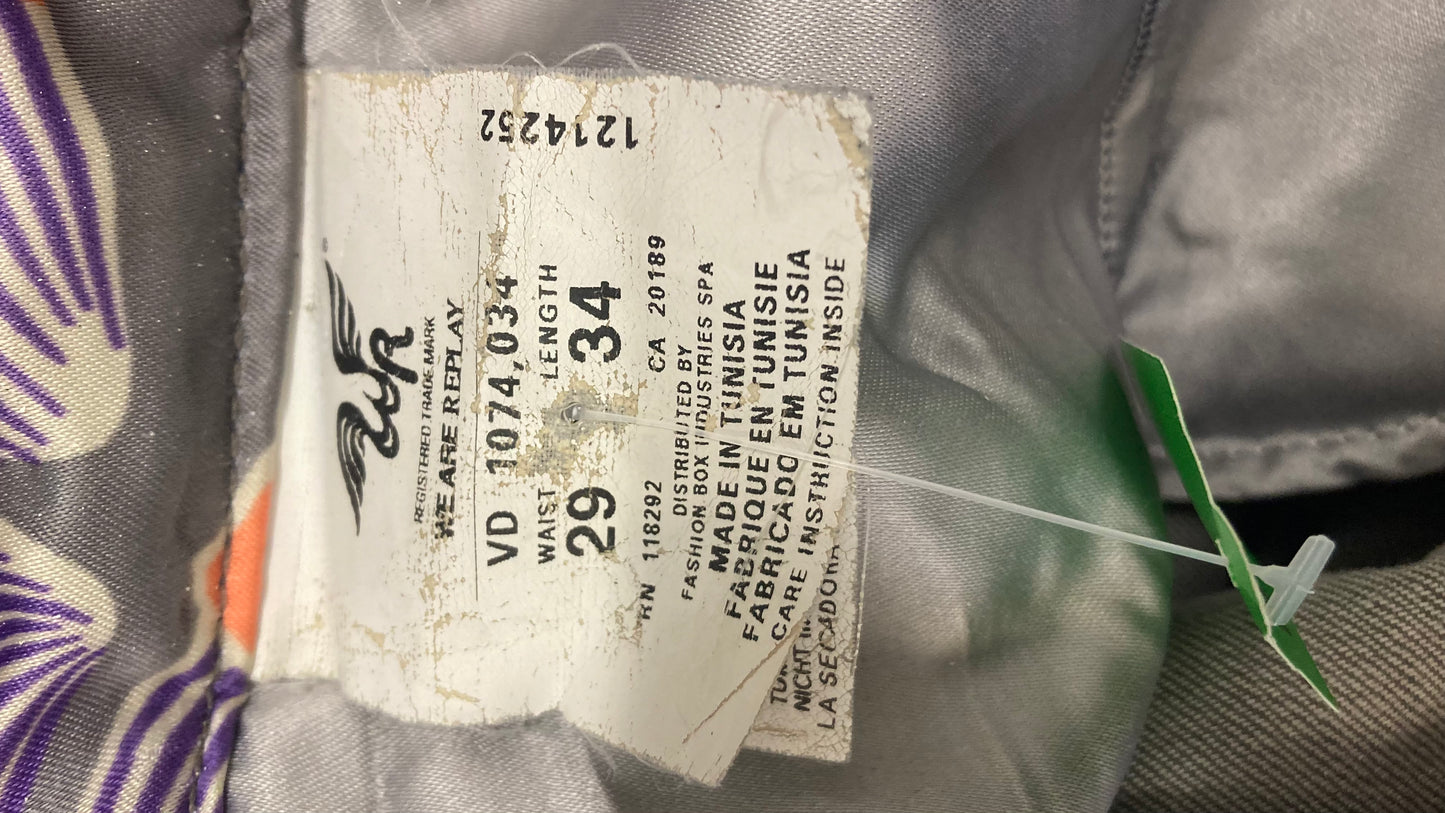 WR
®
REGISTERED TRADE MARK
WE ARE REPLAY
VD 1074,034
WAIST LENGTH
29 34
RN 118292 CA 20189
DISTRIBUTED BY
FASHION BOX INDUSTRIES SPA
MADE IN TUNISIA
FABRIQUE EN TUNISIE
FABRICADO EM TUNISIA
CARE INSTRUCTION INSIDE
1214252
NICHT
LA SECADORA